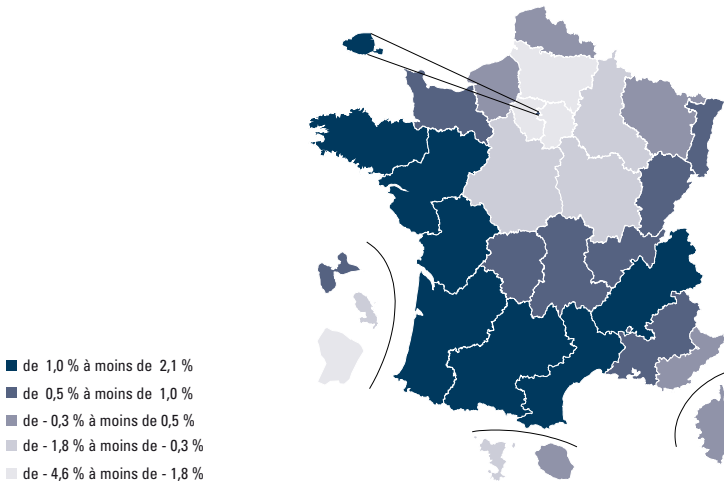 de 1,0 % à moins de 2,1 %
de 0,5 % à moins de 1,0 %
de - 0,3 % à moins de 0,5 %
de - 1,8 % à moins de - 0,3 %
de - 4,6 % à moins de - 1,8 %